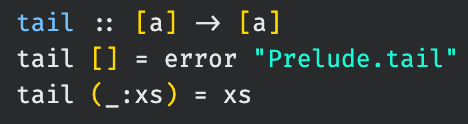 tail :: [a] -> [a]
tail [] = error "Prelude.tail"
tail (_:xs) = xs